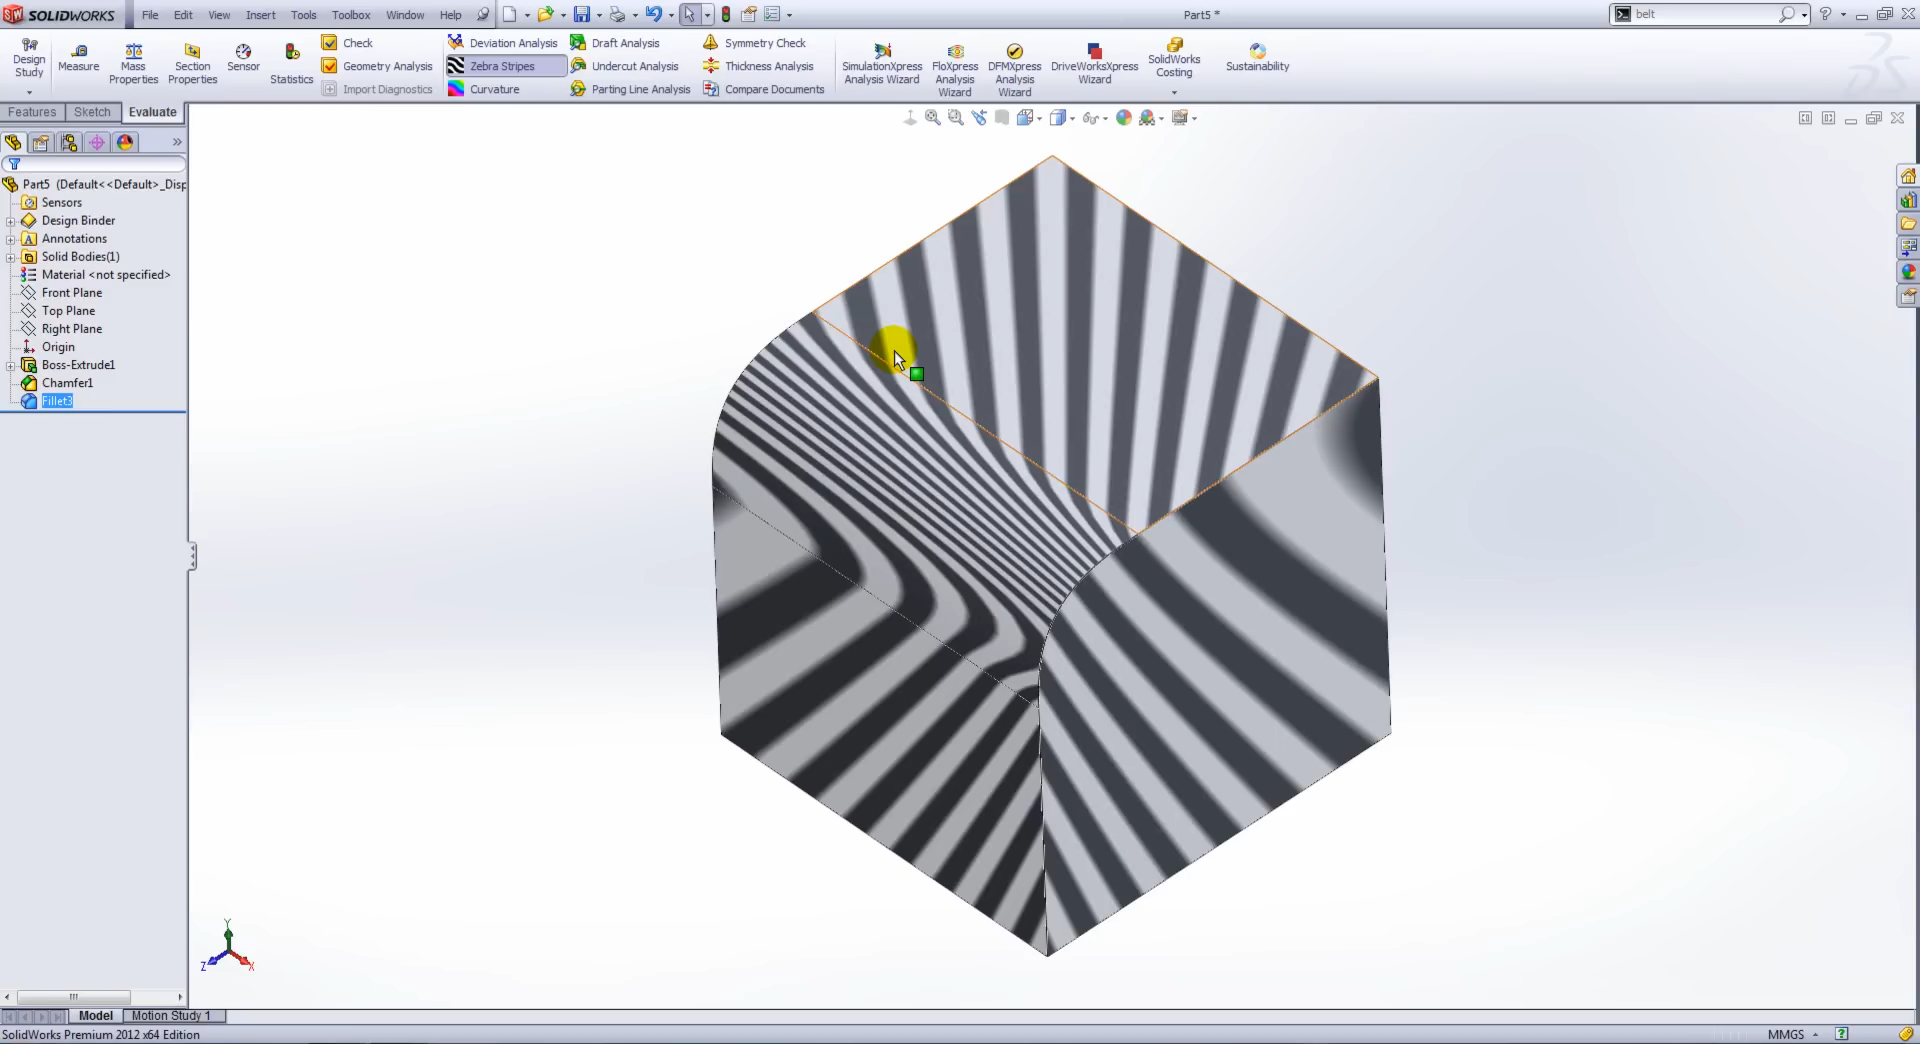 SOLIDWORKS File Edit View Insert Tools Toolbox Window Help Part5 * belt
Design Study
Measure
Mass Properties
Section Properties
Sensor
Statistics
Check
Geometry Analysis
Import Diagnostics
Deviation Analysis
Zebra Stripes
Curvature
Draft Analysis
Undercut Analysis
Parting Line Analysis
Symmetry Check
Thickness Analysis
Compare Documents
SimulationXpress Analysis Wizard
FloXpress Analysis Wizard
DFMXpress Analysis Wizard
DriveWorksXpress Wizard
SolidWorks Costing
Sustainability
Features Sketch Evaluate
Part5 (Default<<Default>_Disp
Sensors
Design Binder
Annotations
Solid Bodies(1)
Material <not specified>
Front Plane
Top Plane
Right Plane
Origin
Boss-Extrude1
Chamfer1
Fillet3
Y
Z
X
Model Motion Study 1
SolidWorks Premium 2012 x64 Edition MMGS